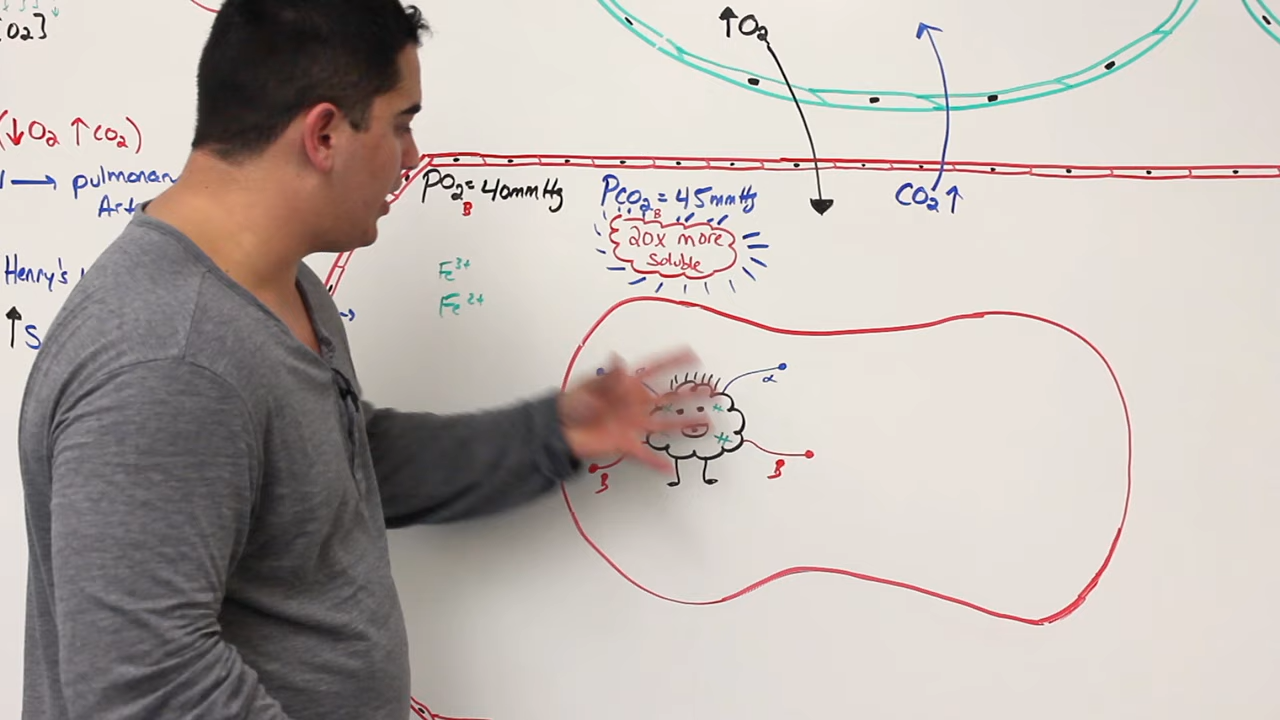 O2]
(↓O2 ↑CO2)
→ pulmonar
Art
Henry's
↑ S
↑O2
CO2↑
PO2 = 40mmHg
B
PCO2 = 45mmHg
B
20x more
soluble
Fe3+
Fe2+
α
B
B